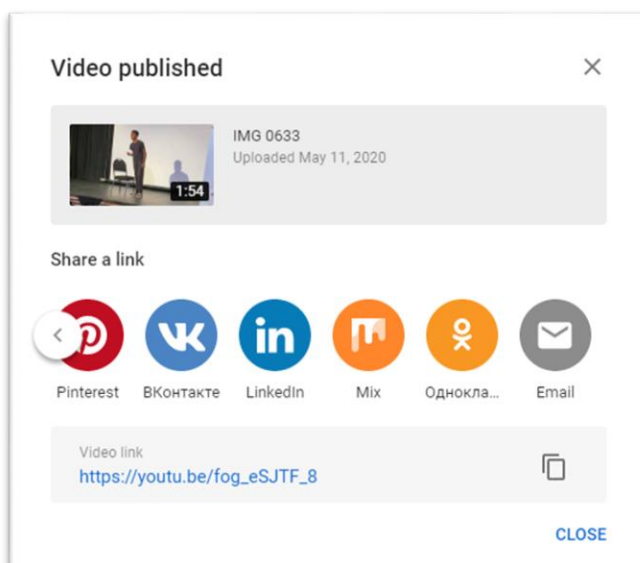 Video published
IMG 0633
Uploaded May 11, 2020
1:54
Share a link
Pinterest ВКонтакте LinkedIn Mix Однокла... Email
Video link
https://youtu.be/fog_eSJTF_8
CLOSE